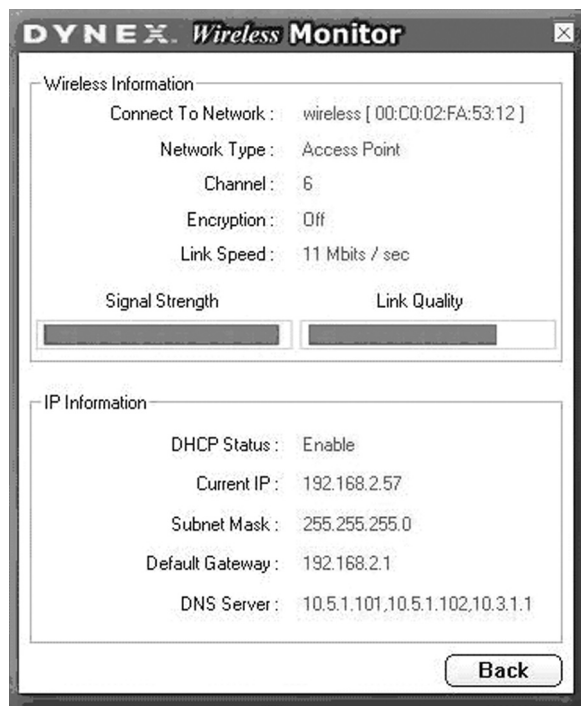 DYNEX. Wireless Monitor
Wireless Information
Connect To Network : wireless [ 00:C0:02:FA:53:12 ]
Network Type : Access Point
Channel : 6
Encryption : Off
Link Speed : 11 Mbits / sec
Signal Strength Link Quality
IP Information
DHCP Status : Enable
Current IP : 192.168.2.57
Subnet Mask : 255.255.255.0
Default Gateway : 192.168.2.1
DNS Server : 10.5.1.101,10.5.1.102,10.3.1.1
Back